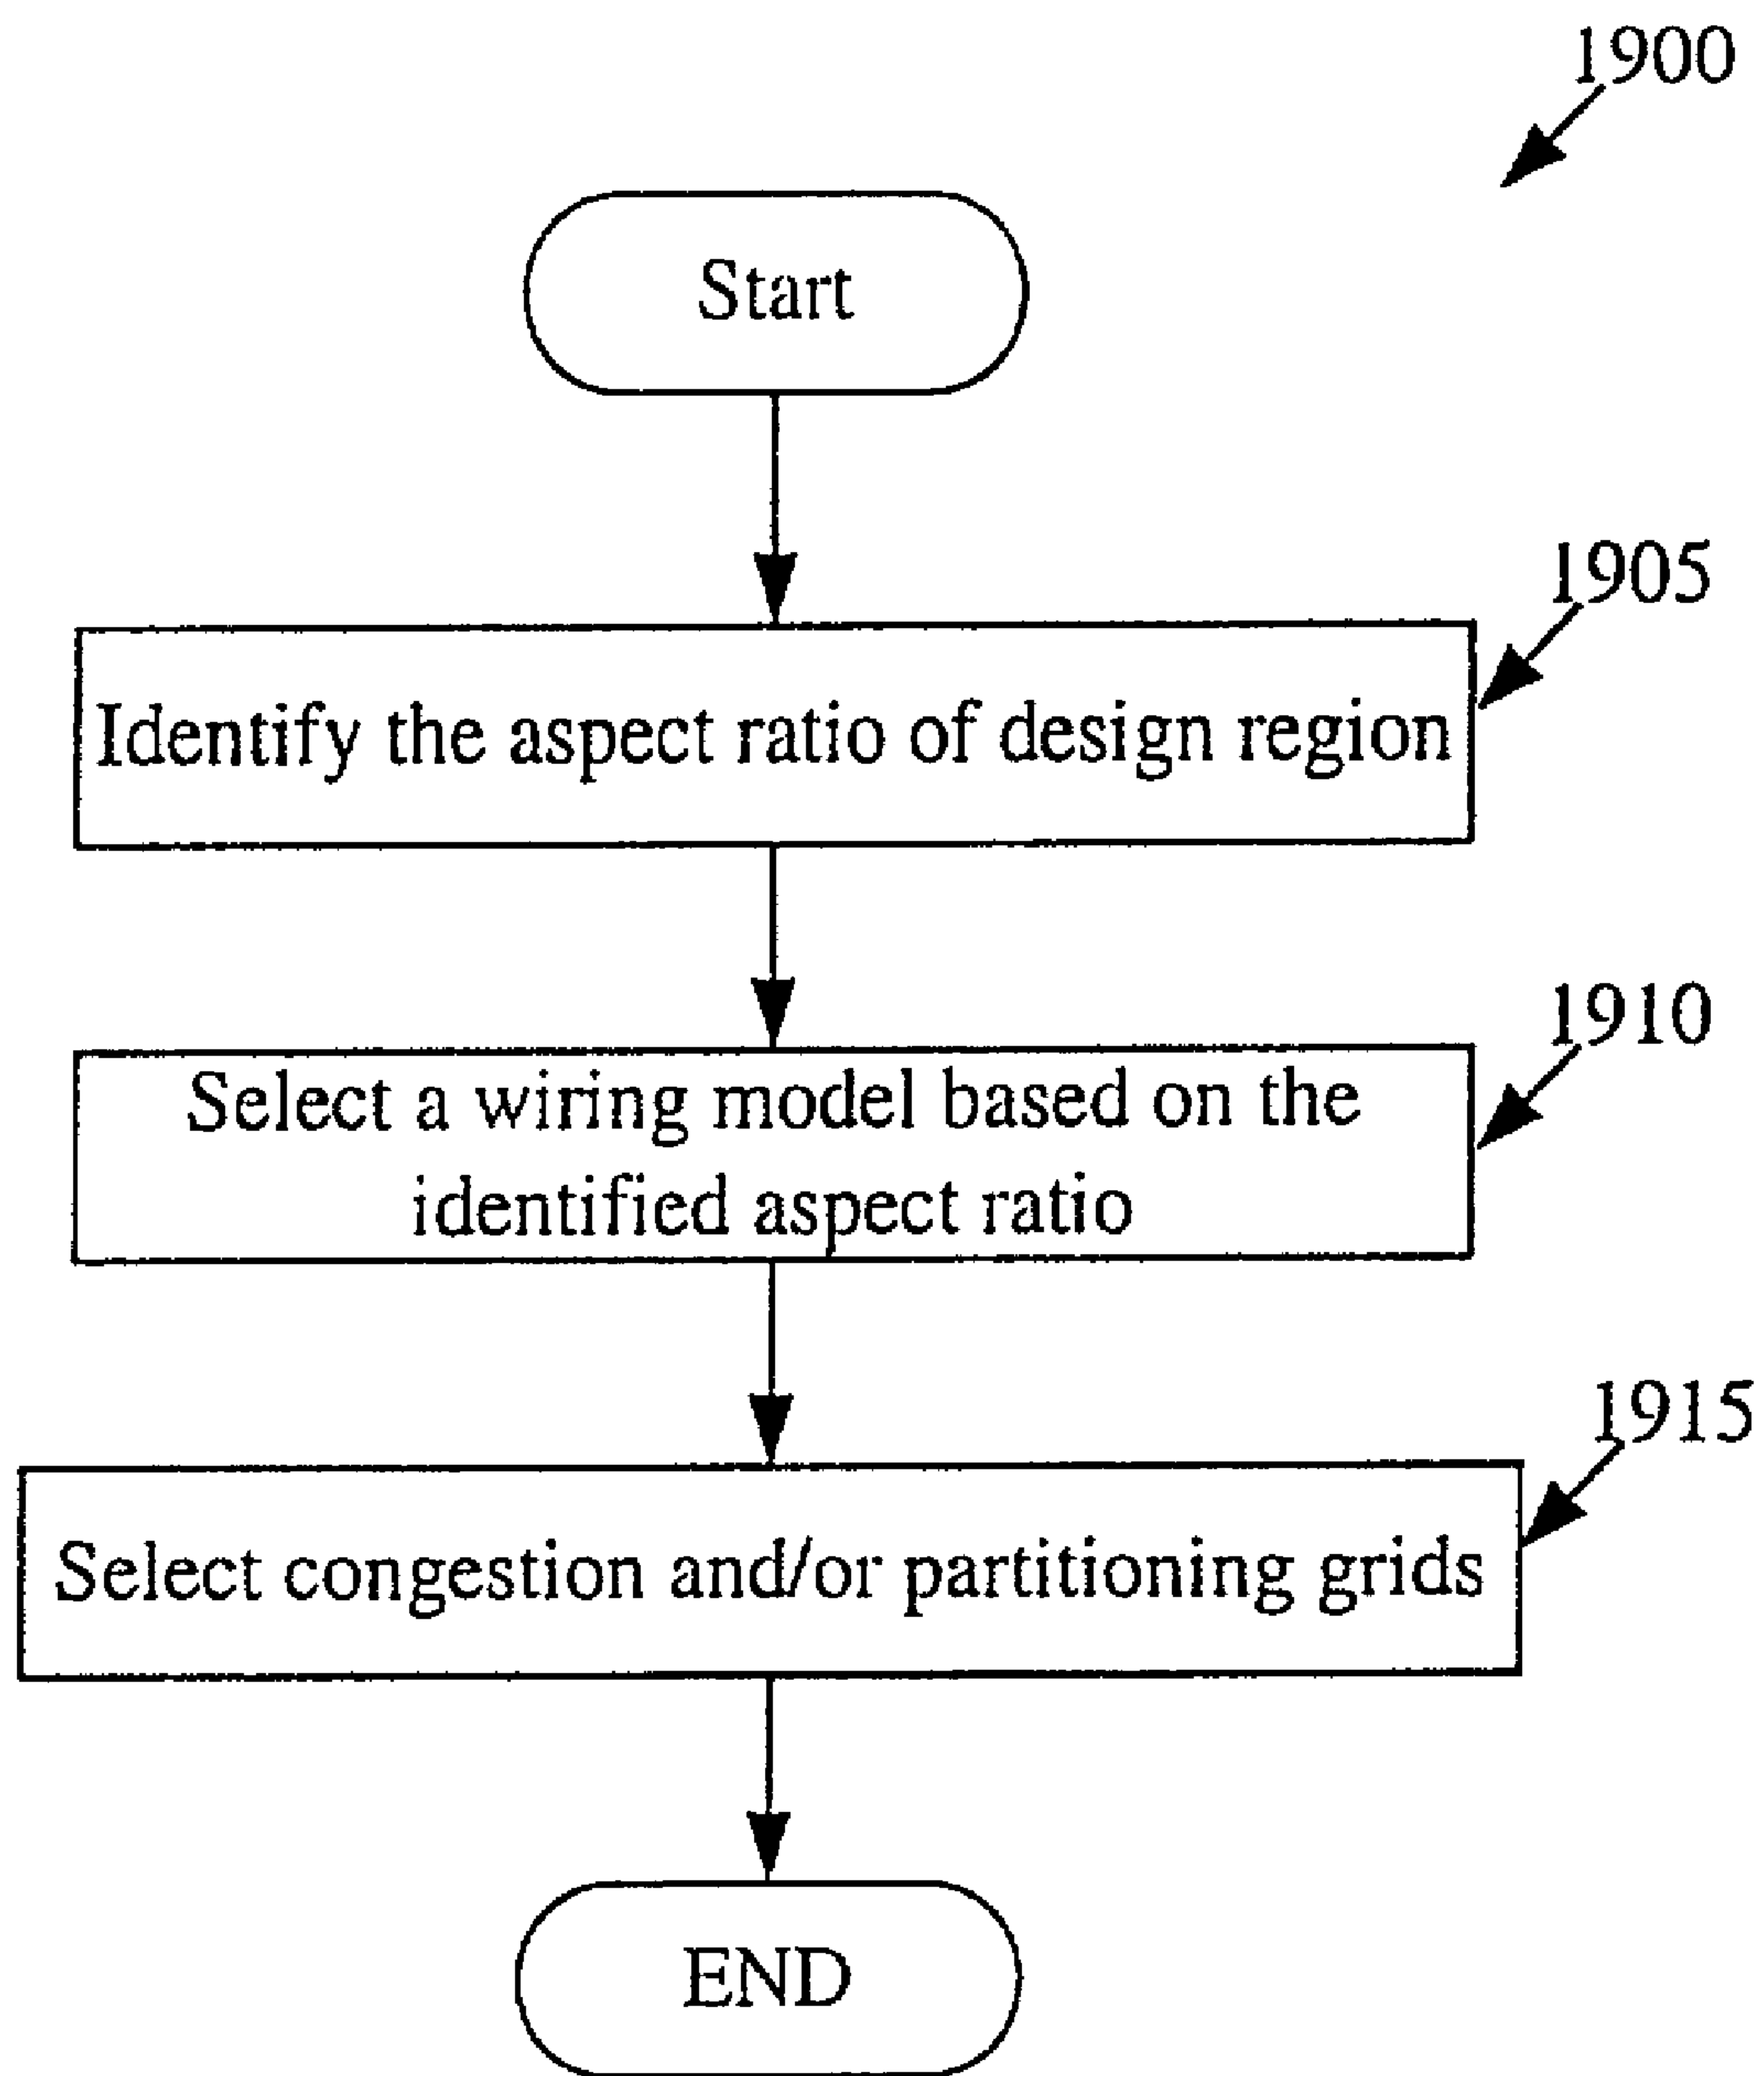 1900
Start
1905
Identify the aspect ratio of design region
1910
Select a wiring model based on the
identified aspect ratio
1915
Select congestion and/or partitioning grids
END